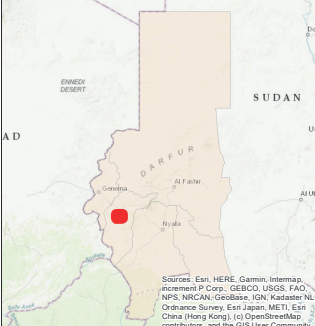 ENNEDI
DESERT
SUDAN
AD
DARFUR
Al Fashir
Geneina
Nyala
Sources: Esri, HERE, Garmin, Intermap,
increment P Corp., GEBCO, USGS, FAO,
NPS, NRCAN, GeoBase, IGN, Kadaster NL,
Ordnance Survey, Esri Japan, METI, Esri
China (Hong Kong), (c) OpenStreetMap
contributors, and the GIS User Community